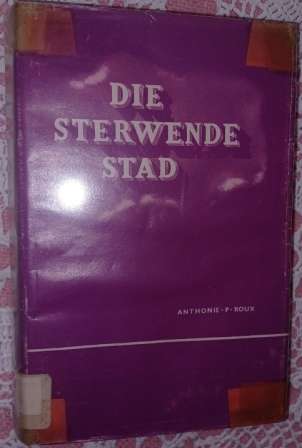 DIE
STERWENDE
STAD
ANTHONIE · P · ROUX